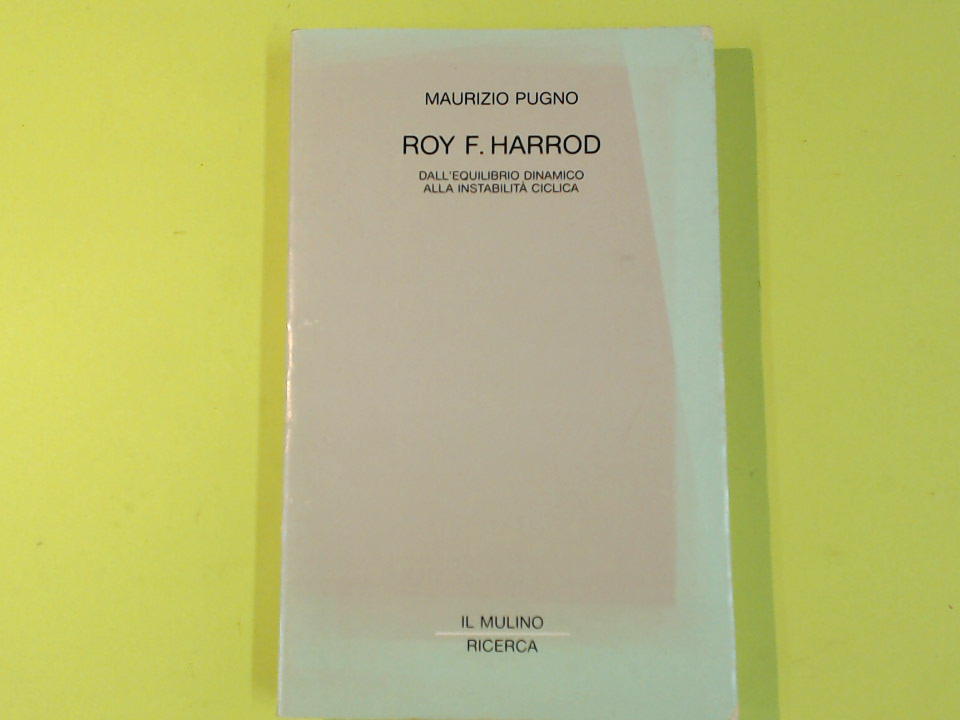 MAURIZIO PUGNO
ROY F. HARROD
DALL'EQUILIBRIO DINAMICO
ALLA INSTABILITÀ CICLICA
IL MULINO
RICERCA